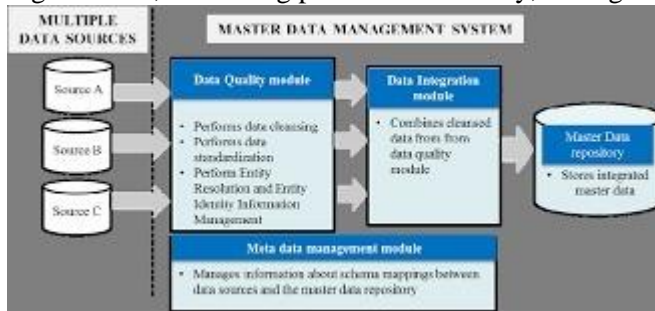 MULTIPLE
DATA SOURCES
MASTER DATA MANAGEMENT SYSTEM
Source A
Source B
Source C
Data Quality module
• Performs data cleansing
• Performs data
standardization
• Perform Entity
Resolution and Entity
Identity Information
Management
Data Integration
module
• Combines cleansed
data from from
data quality
module
Master Data
repository
• Stores integrated
master data
Meta data management module
• Manages information about schema mappings between
data sources and the master data repository